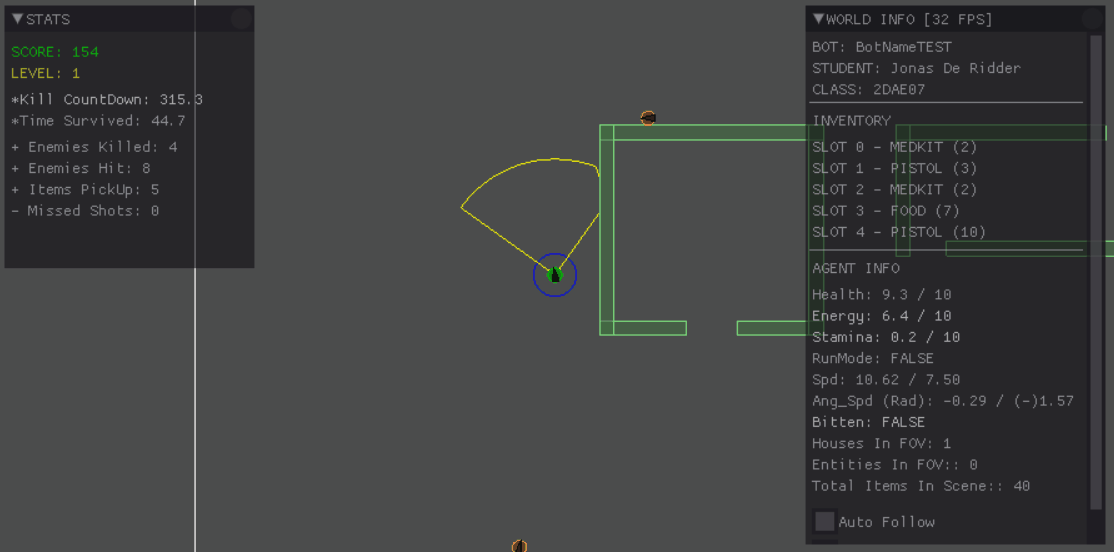 STATS
SCORE: 154
LEVEL: 1
*Kill CountDown: 315.3
*Time Survived: 44.7
+ Enemies Killed: 4
+ Enemies Hit: 8
+ Items PickUp: 5
- Missed Shots: 0
WORLD INFO [32 FPS]
BOT: BotNameTEST
STUDENT: Jonas De Ridder
CLASS: 2DAE07
INVENTORY
SLOT 0 - MEDKIT (2)
SLOT 1 - PISTOL (3)
SLOT 2 - MEDKIT (2)
SLOT 3 - FOOD (7)
SLOT 4 - PISTOL (10)
AGENT INFO
Health: 9.3 / 10
Energy: 6.4 / 10
Stamina: 0.2 / 10
RunMode: FALSE
Spd: 10.62 / 7.50
Ang_Spd (Rad): -0.29 / (-)1.57
Bitten: FALSE
Houses In FOV: 1
Entities In FOV:: 0
Total Items In Scene:: 40
Auto Follow